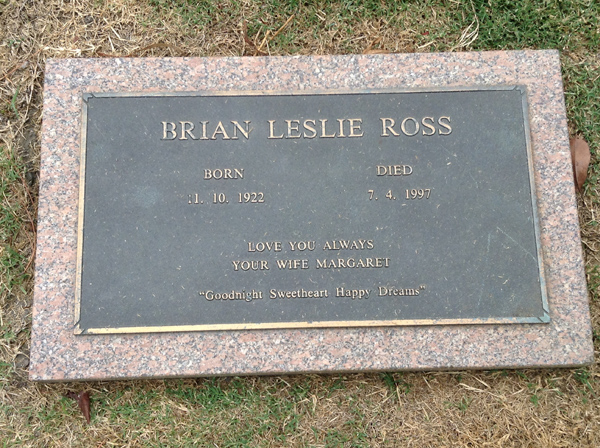 BRIAN LESLIE ROSS
BORN DIED
11. 10. 1922 7. 4. 1997
LOVE YOU ALWAYS
YOUR WIFE MARGARET
"Goodnight Sweetheart Happy Dreams"